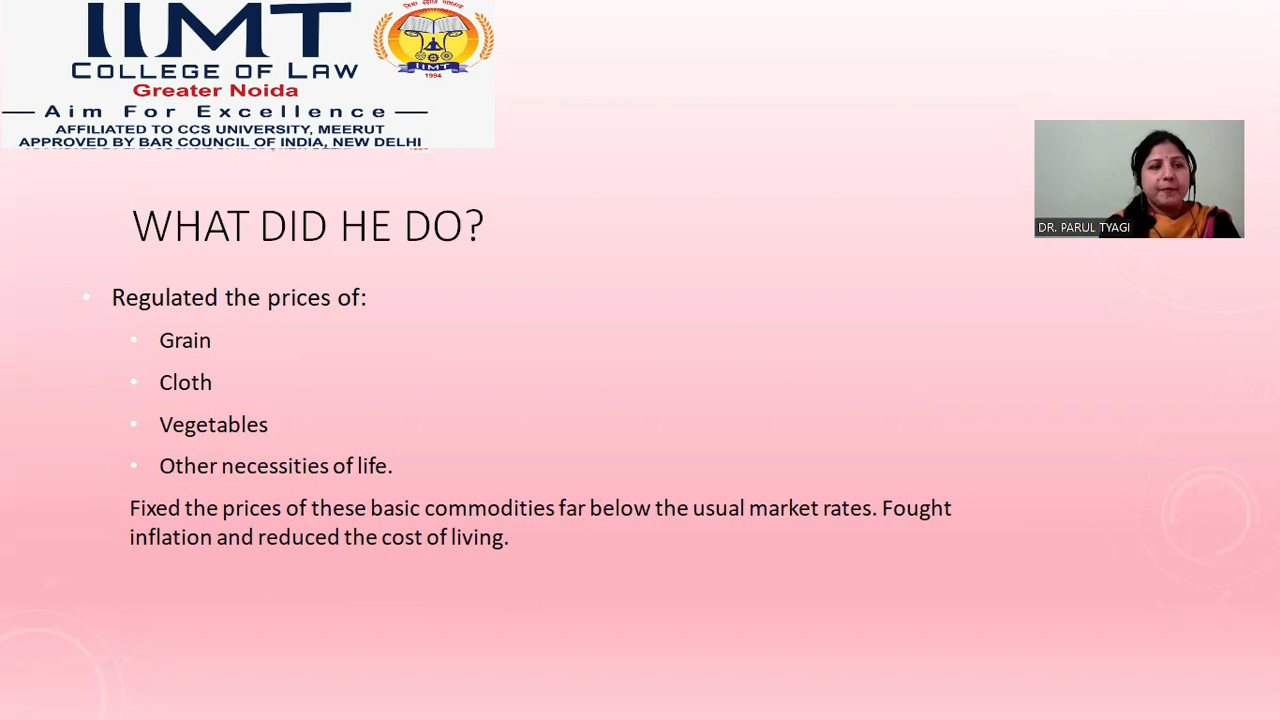 IIMT
COLLEGE OF LAW
Greater Noida
Aim For Excellence
AFFILIATED TO CCS UNIVERSITY, MEERUT
APPROVED BY BAR COUNCIL OF INDIA, NEW DELHI
IIMT
1994
DR. PARUL TYAGI
WHAT DID HE DO?
Regulated the prices of:
Grain
Cloth
Vegetables
Other necessities of life.
Fixed the prices of these basic commodities far below the usual market rates. Fought
inflation and reduced the cost of living.